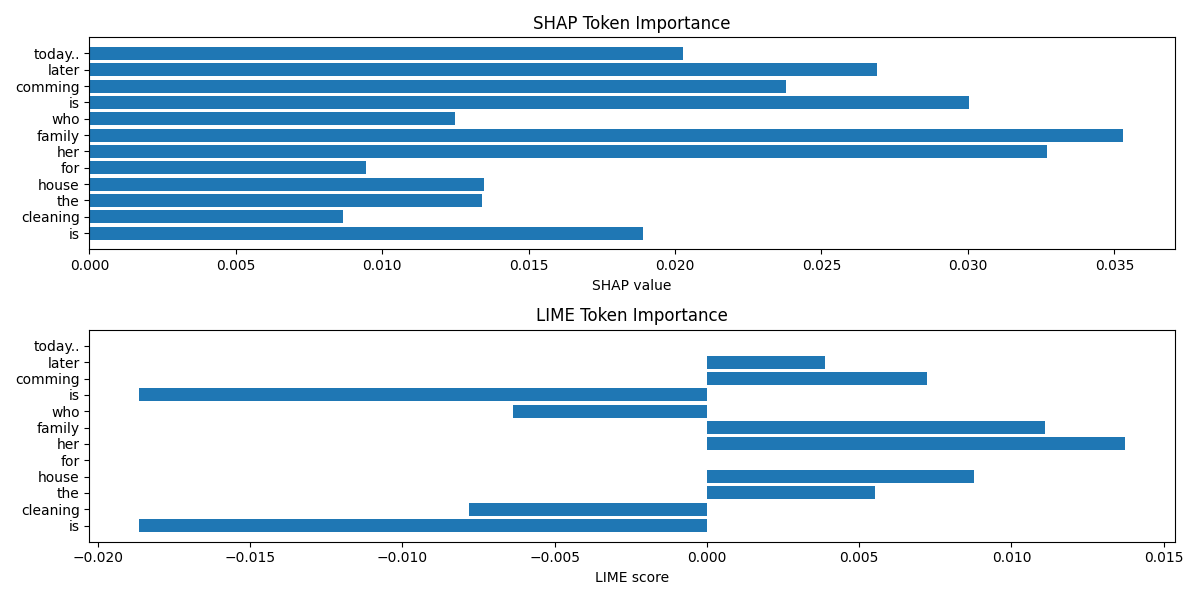 SHAP Token Importance
today..
later
comming
is
who
family
her
for
house
the
cleaning
is
0.000 0.005 0.010 0.015 0.020 0.025 0.030 0.035
SHAP value
LIME Token Importance
today..
later
comming
is
who
family
her
for
house
the
cleaning
is
−0.020 −0.015 −0.010 −0.005 0.000 0.005 0.010 0.015
LIME score